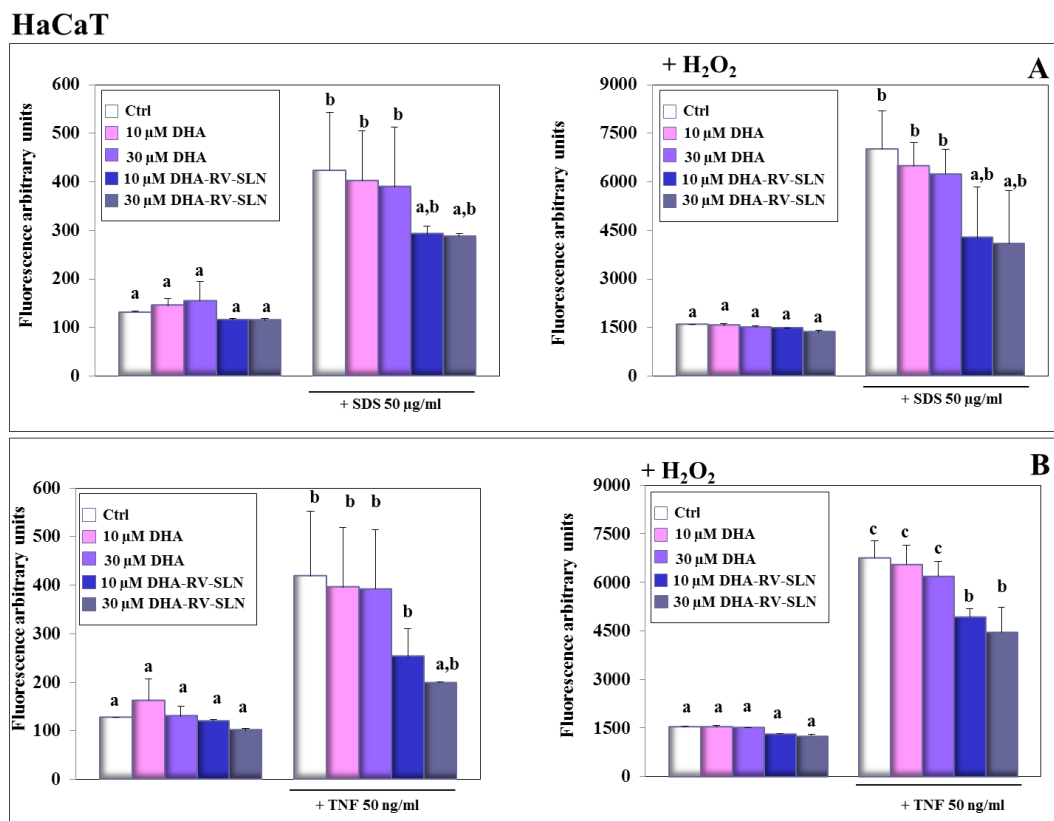 HaCaT
A
Fluorescence arbitrary units
600
500
400
300
200
100
0
Ctrl
10 µM DHA
30 µM DHA
10 µM DHA-RV-SLN
30 µM DHA-RV-SLN
a a a a a
b b b a,b a,b
+ SDS 50 µg/ml
+ H₂O₂
Fluorescence arbitrary units
9000
7500
6000
4500
3000
1500
0
Ctrl
10 µM DHA
30 µM DHA
10 µM DHA-RV-SLN
30 µM DHA-RV-SLN
a a a a a
b b b a,b a,b
+ SDS 50 µg/ml
B
Fluorescence arbitrary units
600
500
400
300
200
100
0
Ctrl
10 µM DHA
30 µM DHA
10 µM DHA-RV-SLN
30 µM DHA-RV-SLN
a a a a a
b b b b a,b
+ TNF 50 ng/ml
+ H₂O₂
Fluorescence arbitrary units
9000
7500
6000
4500
3000
1500
0
Ctrl
10 µM DHA
30 µM DHA
10 µM DHA-RV-SLN
30 µM DHA-RV-SLN
a a a a a
c c c b b
+ TNF 50 ng/ml